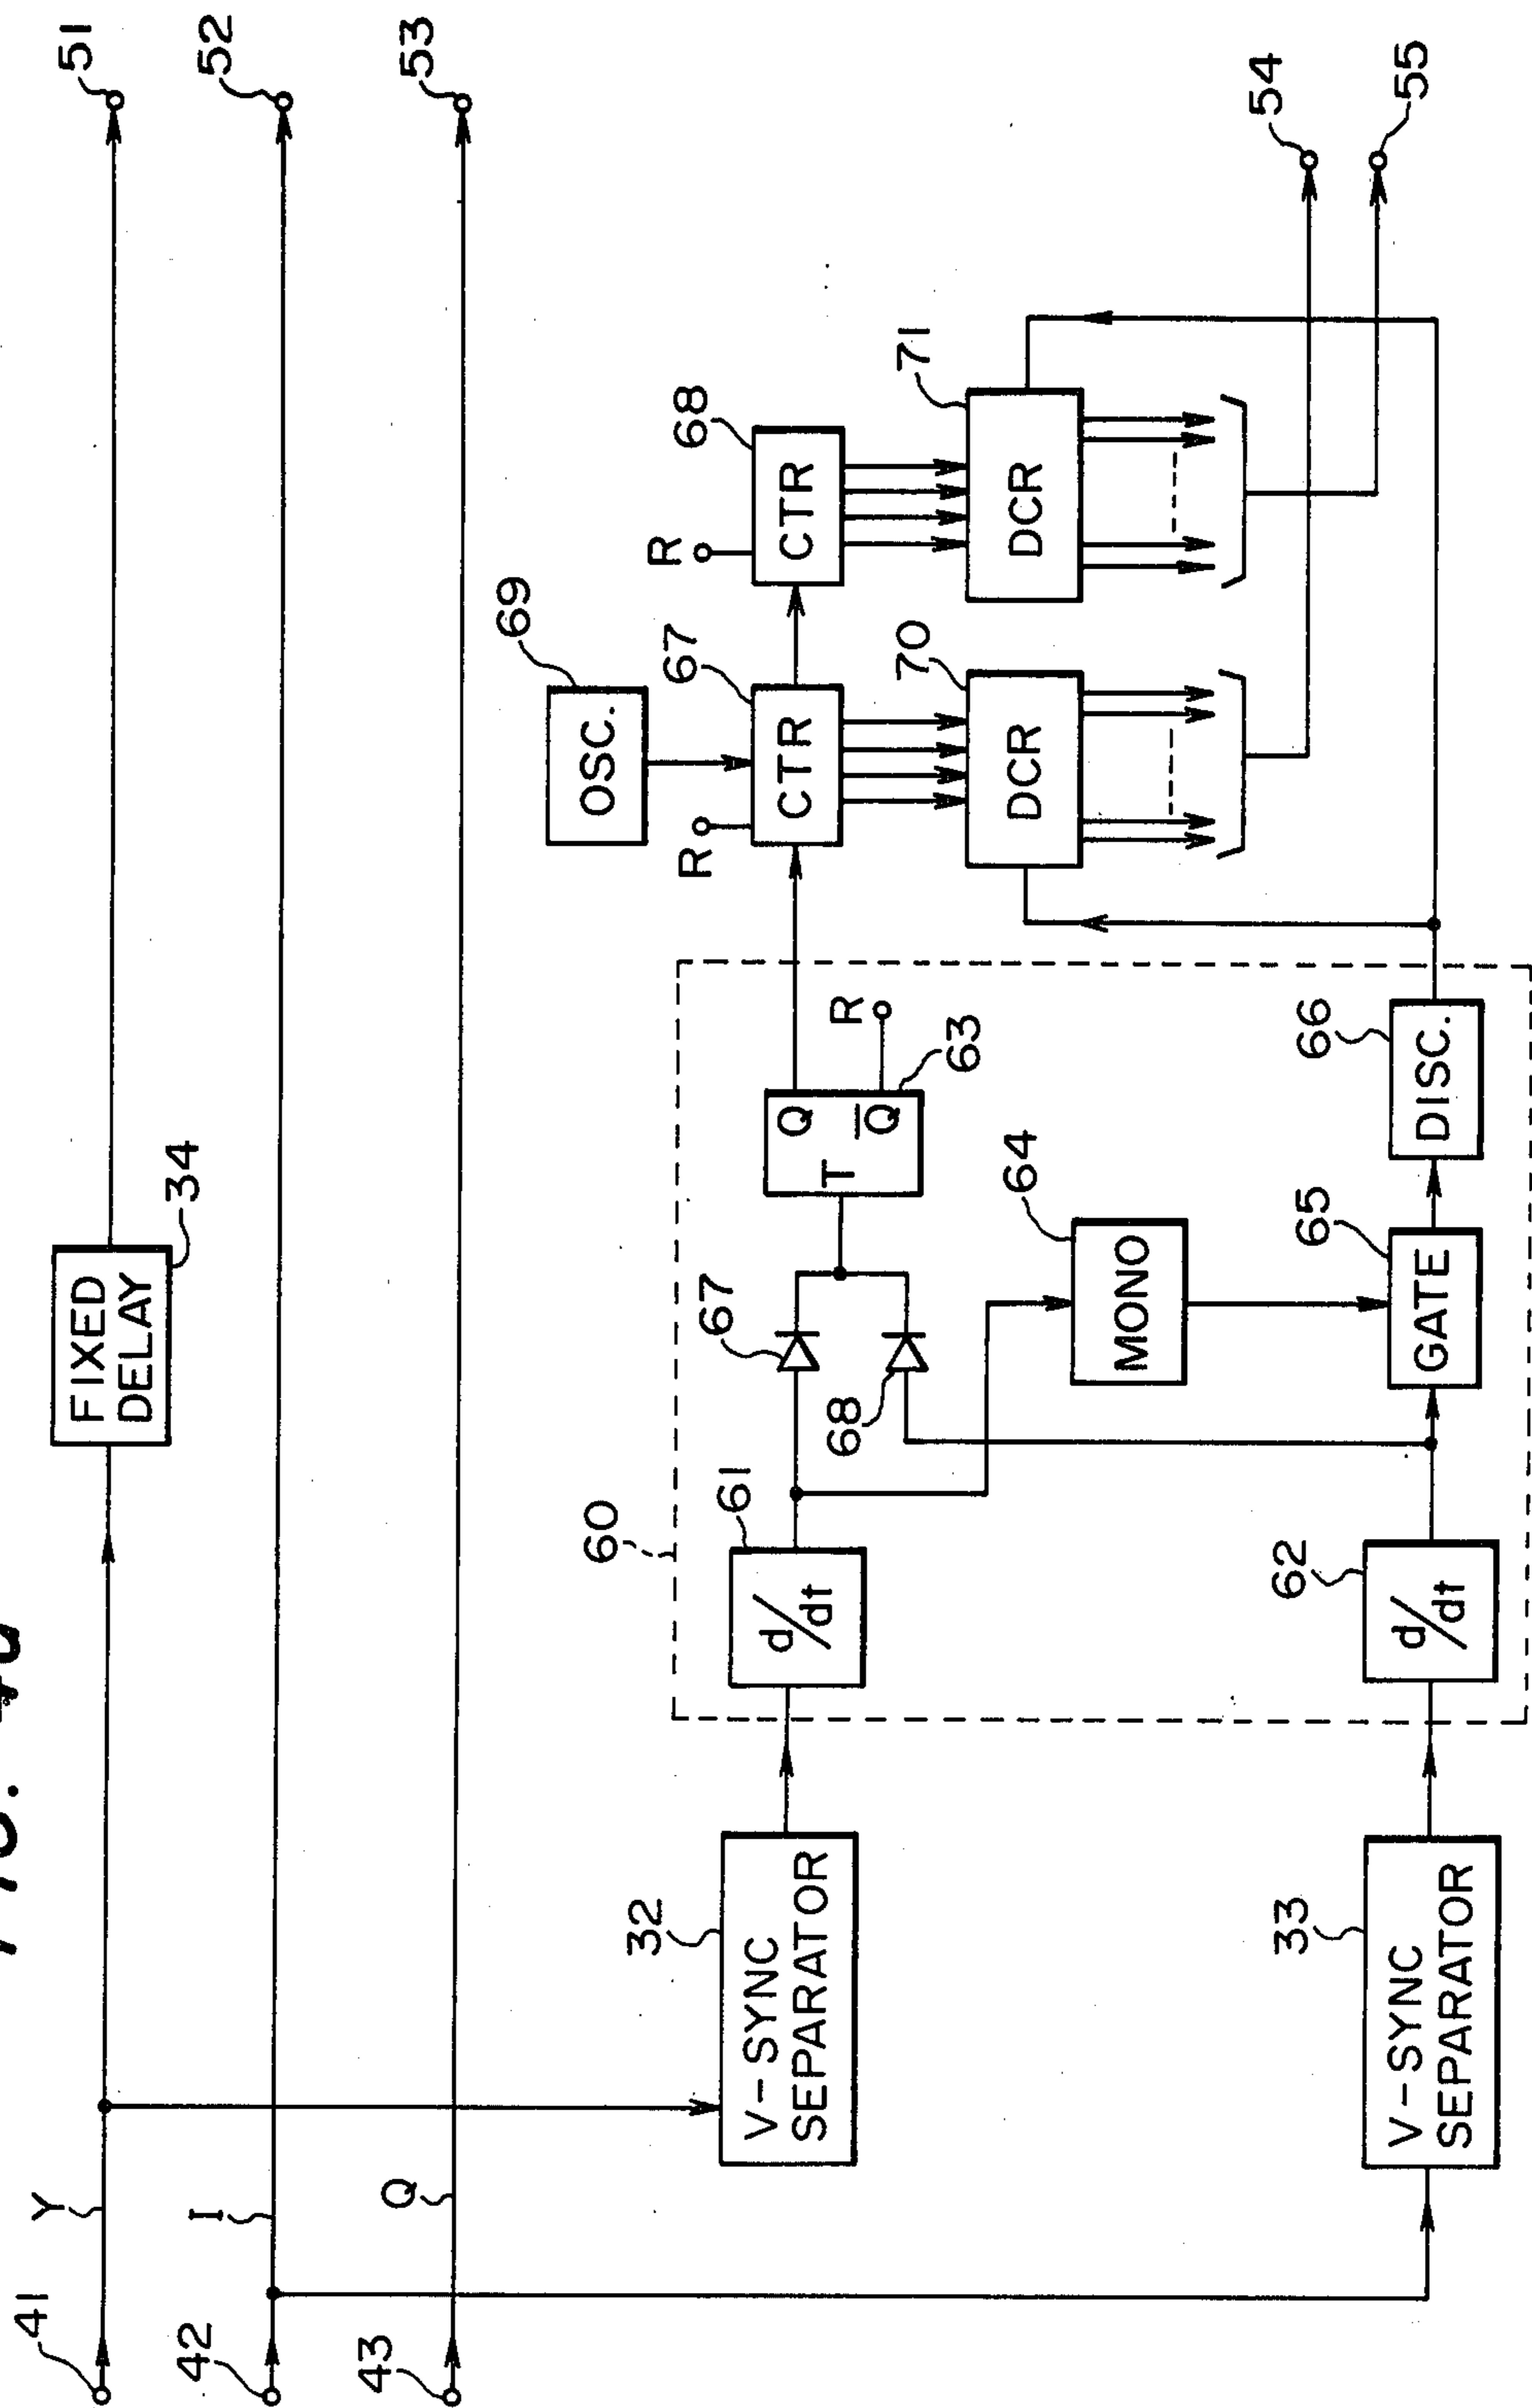 41
Y
FIXED
DELAY
34
51
42
I
52
43
Q
53
32
V-SYNC
SEPARATOR
60
61
d/dt
67
68
T
Q
Q̅
R
63
64
MONO
69
OSC.
R
67
CTR
R
68
CTR
70
DCR
71
DCR
54
55
33
V-SYNC
SEPARATOR
62
d/dt
65
GATE
66
DISC.